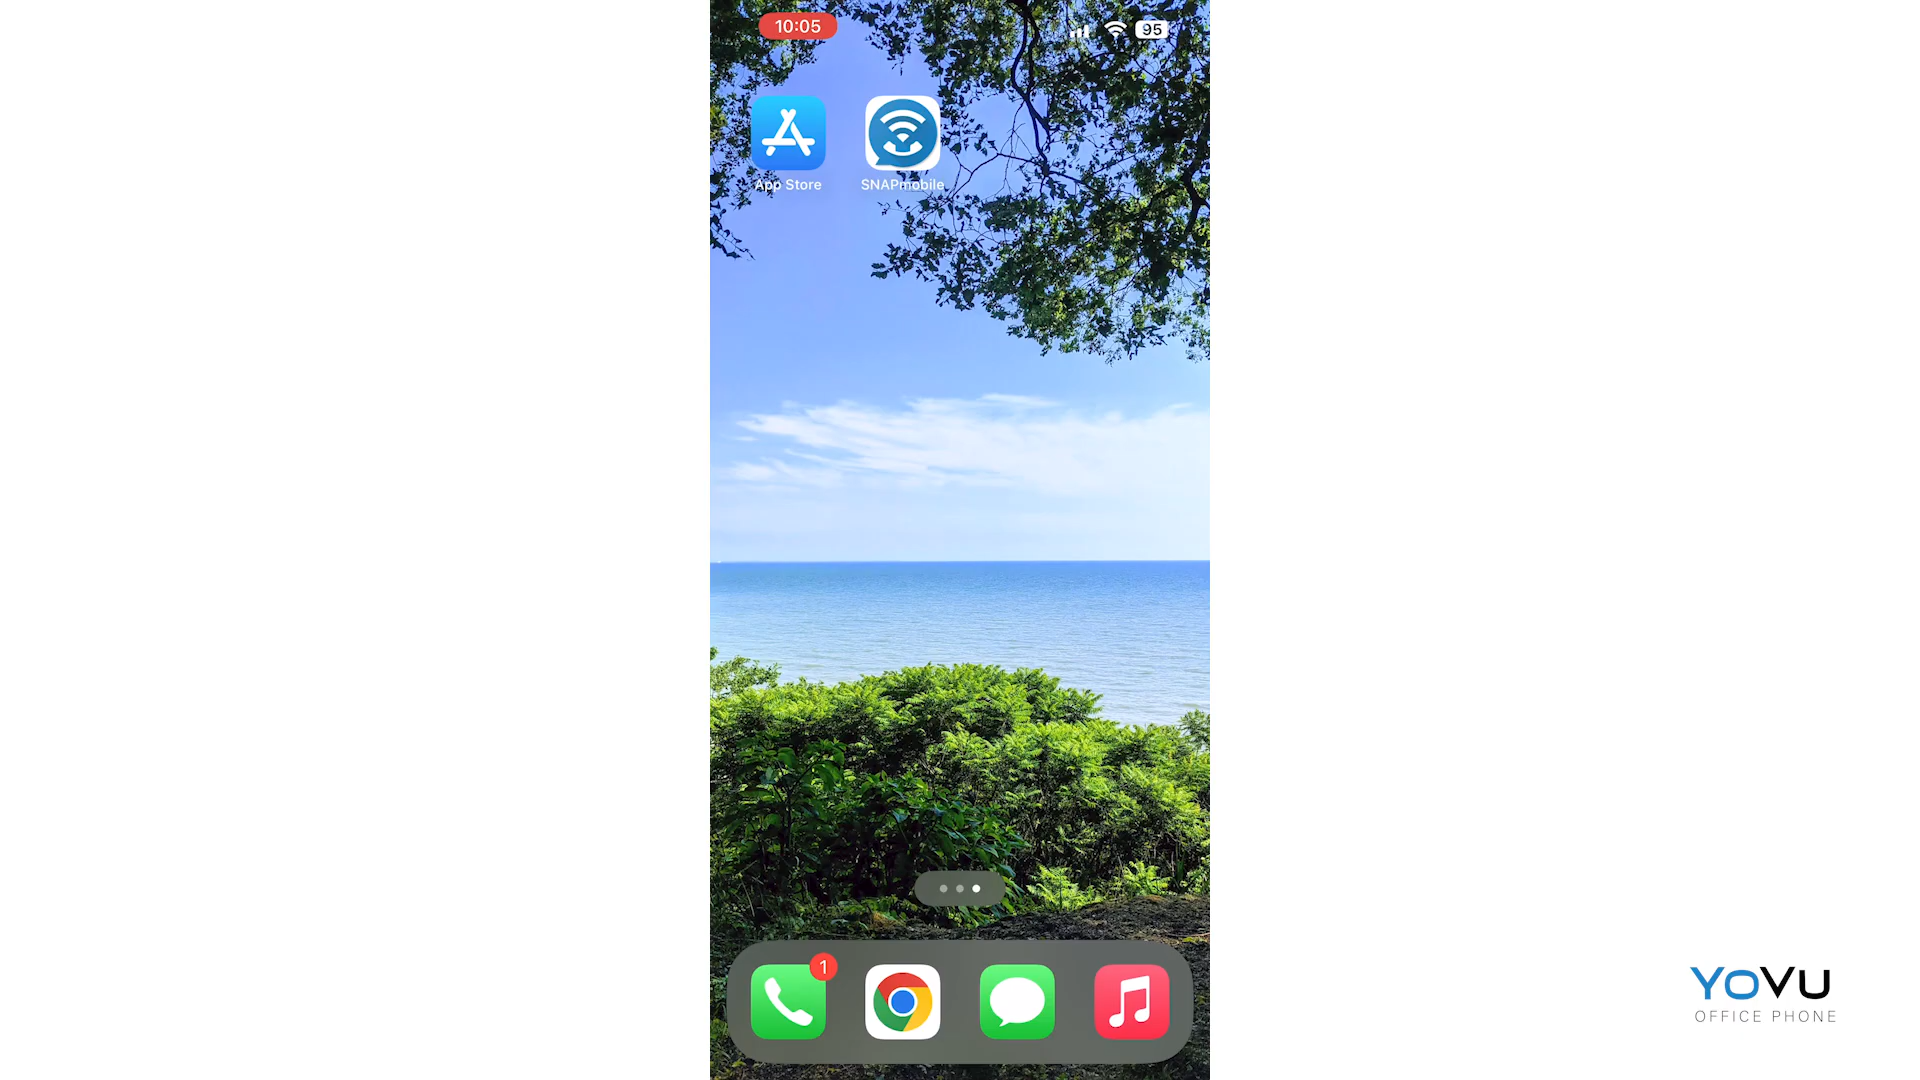 10:05
95
App Store
SNAPmobile
1
YOVU
OFFICE PHONE